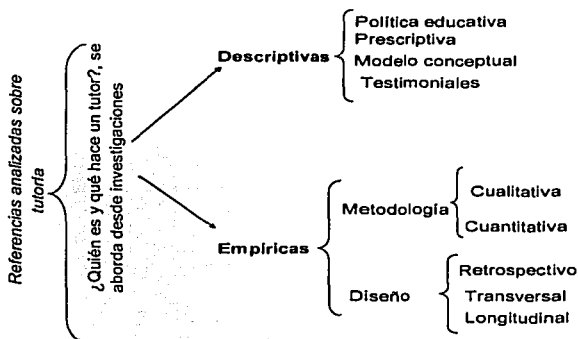 Referencias analizadas sobre
tutoría
¿Quién es y qué hace un tutor?, se
aborda desde investigaciones
Descriptivas
Política educativa
Prescriptiva
Modelo conceptual
Testimoniales
Empíricas
Metodología
Cualitativa
Cuantitativa
Diseño
Retrospectivo
Transversal
Longitudinal